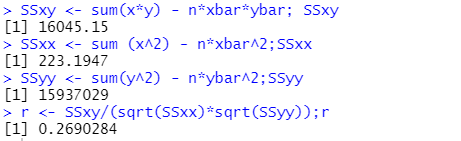 > SSxy <- sum(x*y) - n*xbar*ybar; SSxy
[1] 16045.15
> SSxx <- sum (x^2) - n*xbar^2;SSxx
[1] 223.1947
> SSyy <- sum(y^2) - n*ybar^2;SSyy
[1] 15937029
> r <- SSxy/(sqrt(SSxx)*sqrt(SSyy));r
[1] 0.2690284